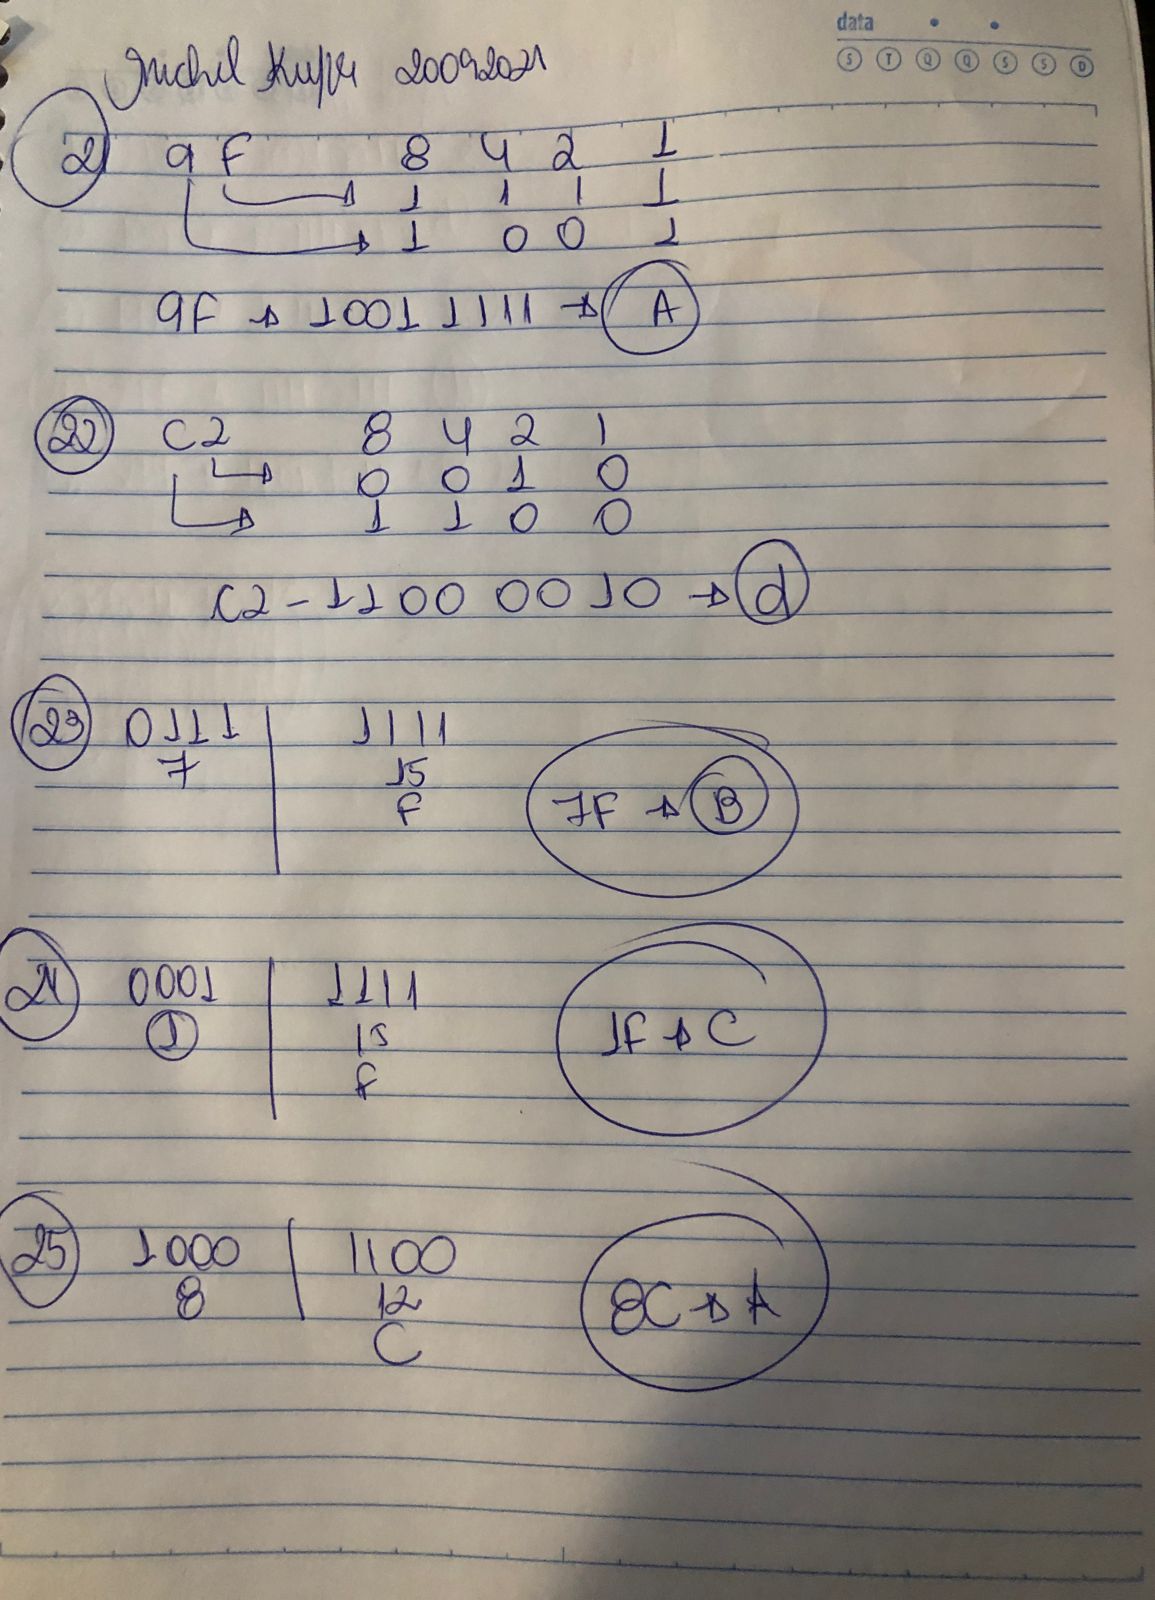 data
S T Q Q S S D
Michel 20092021
21 9F 8 4 2 1
1 1 1 1
1 0 0 1
9F → 1001 1111 → A
22 C2 8 4 2 1
0 0 1 0
1 1 0 0
C2 - 1100 0010 → d
23 0111 | 1111
7 15
F
7F → B
24 0001 | 1111
1 15
F
1F → C
25 1000 | 1100
8 12
C
8C → A